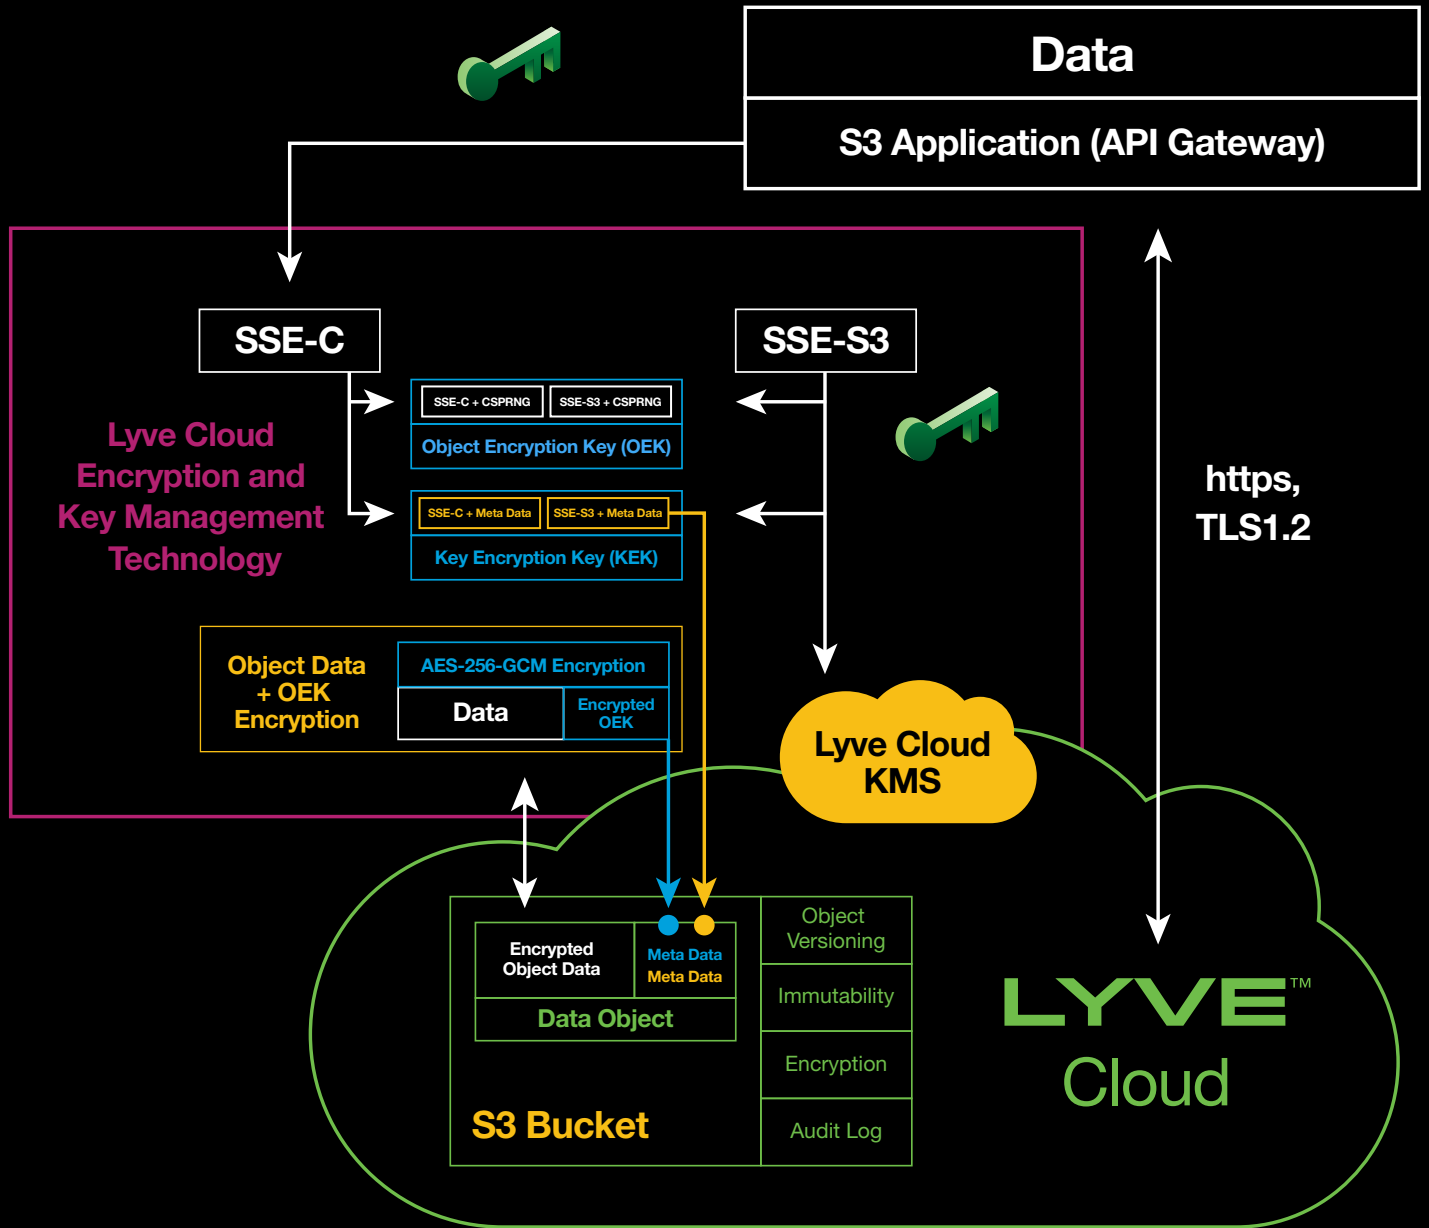 Data
S3 Application (API Gateway)
SSE-C
SSE-S3
SSE-C + CSPRNG
SSE-S3 + CSPRNG
Object Encryption Key (OEK)
Lyve Cloud
Encryption and
Key Management
Technology
SSE-C + Meta Data
SSE-S3 + Meta Data
Key Encryption Key (KEK)
https,
TLS1.2
Object Data
+ OEK
Encryption
AES-256-GCM Encryption
Data
Encrypted
OEK
Lyve Cloud
KMS
Encrypted
Object Data
Meta Data
Meta Data
Data Object
S3 Bucket
Object
Versioning
Immutability
Encryption
Audit Log
LYVE™
Cloud